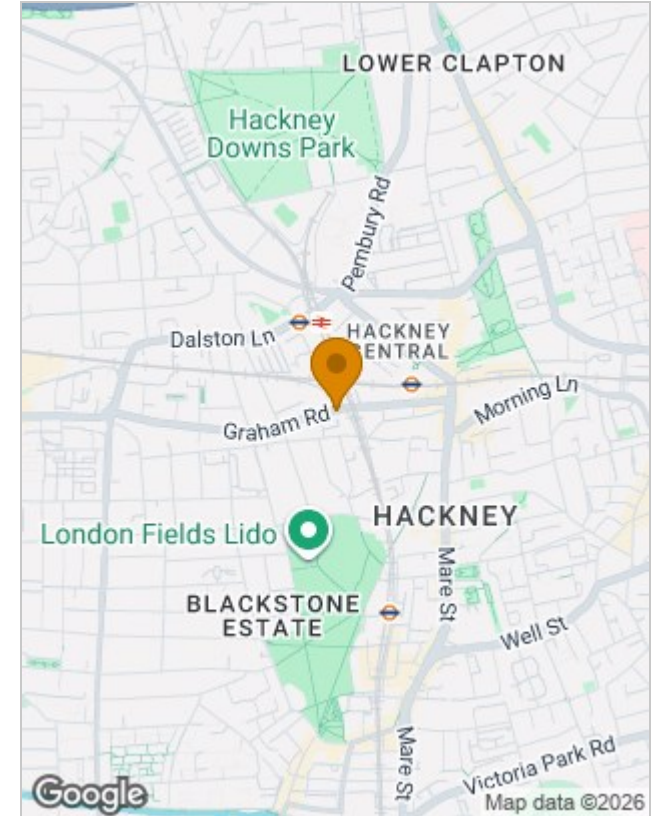 LOWER CLAPTON
Hackney
Downs Park
Pembury Rd
Dalston Ln
HACKNEY
CENTRAL
Morning Ln
Graham Rd
HACKNEY
London Fields Lido
BLACKSTONE
ESTATE
Mare St
Well St
Mare St
Victoria Park Rd
Google
Map data ©2026